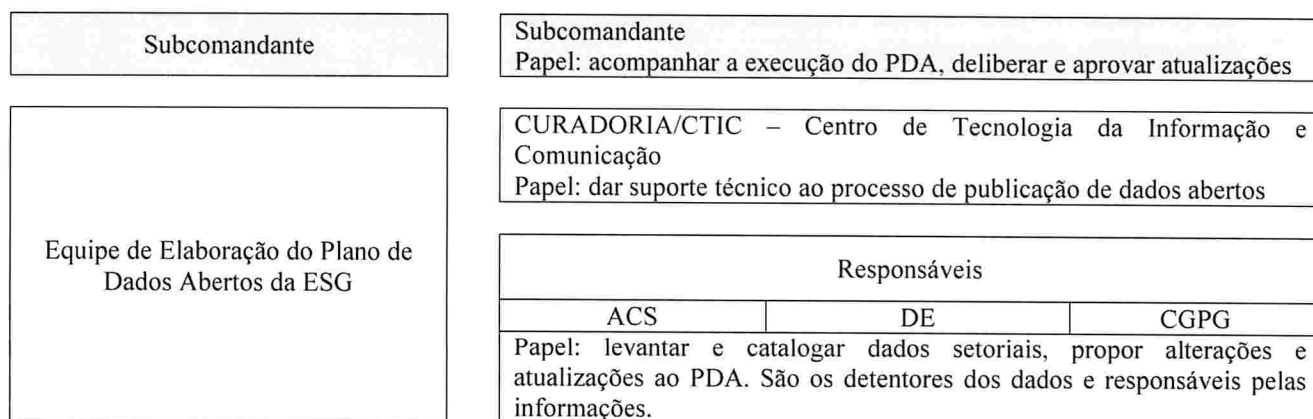 Subcomandante
Subcomandante
Papel: acompanhar a execução do PDA, deliberar e aprovar atualizações
Equipe de Elaboração do Plano de
Dados Abertos da ESG
CURADORIA/CTIC – Centro de Tecnologia da Informação e
Comunicação
Papel: dar suporte técnico ao processo de publicação de dados abertos
Responsáveis
ACS DE CGPG
Papel: levantar e catalogar dados setoriais, propor alterações e
atualizações ao PDA. São os detentores dos dados e responsáveis pelas
informações.